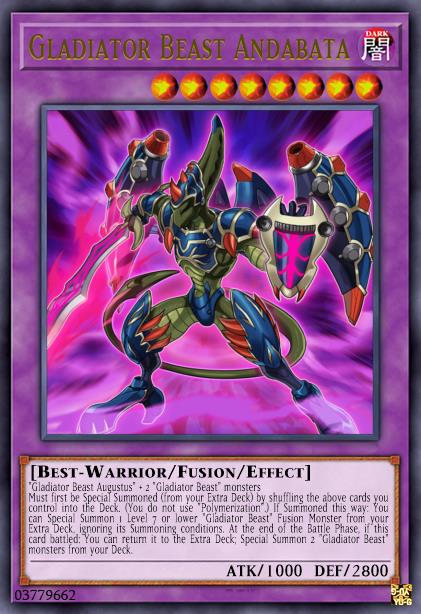 GLADIATOR BEAST ANDABATA
DARK
闇
[BEST-WARRIOR/FUSION/EFFECT]
"Gladiator Beast Augustus" + 2 "Gladiator Beast" monsters
Must first be Special Summoned (from your Extra Deck) by shuffling the above cards you
control into the Deck. (You do not use "Polymerization".) If Summoned this way: You
can Special Summon 1 Level 7 or lower "Gladiator Beast" Fusion Monster from your
Extra Deck, ignoring its Summoning conditions. At the end of the Battle Phase, if this
card battled: You can return it to the Extra Deck; Special Summon 2 "Gladiator Beast"
monsters from your Deck.
ATK/1000 DEF/2800
03779662